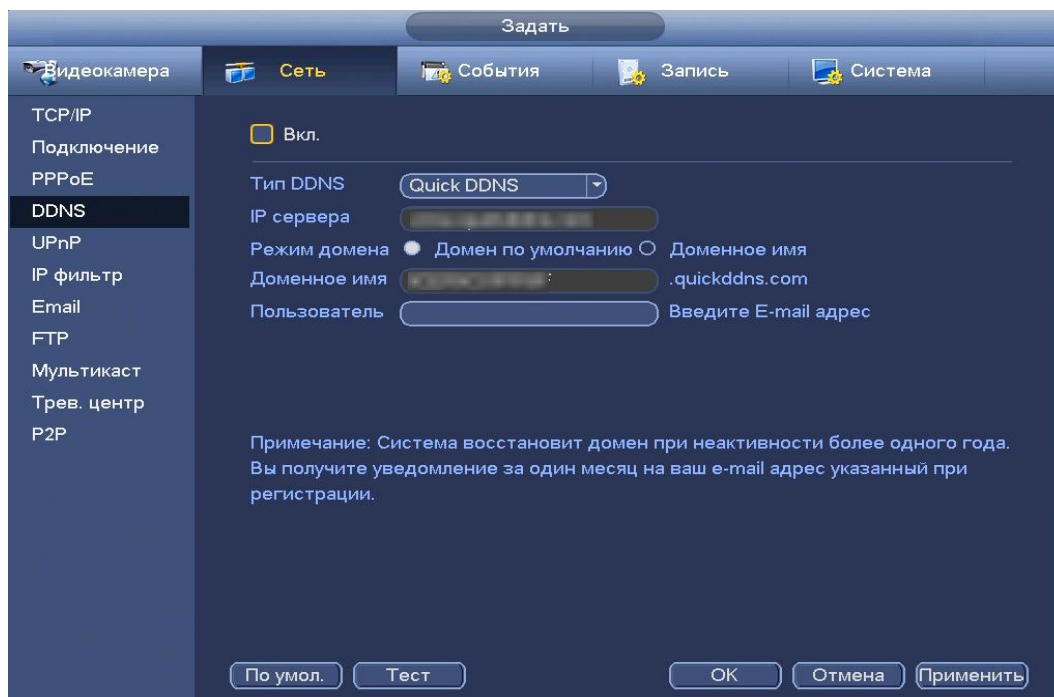 Задать
Видеокамера Сеть События Запись Система
TCP/IP
Подключение
PPPoE
DDNS
UPnP
IP фильтр
Email
FTP
Мультикаст
Трев. центр
P2P
Вкл.
Тип DDNS Quick DDNS
IP сервера
Режим домена Домен по умолчанию Доменное имя
Доменное имя .quickddns.com
Пользователь Введите E-mail адрес
Примечание: Система восстановит домен при неактивности более одного года.
Вы получите уведомление за один месяц на ваш e-mail адрес указанный при
регистрации.
По умол. Тест OK Отмена Применить